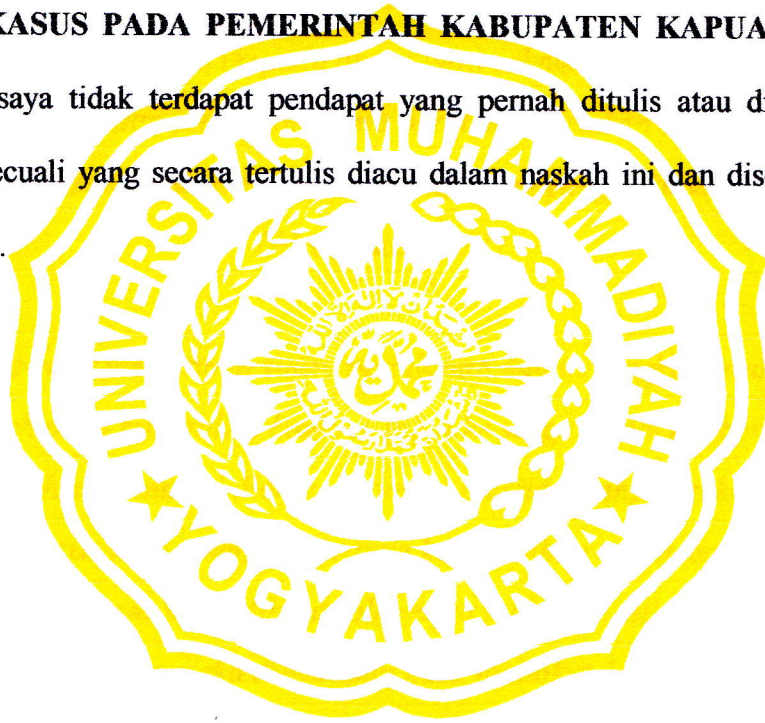 KASUS PADA PEMERINTAH KABUPATEN KAPUA
saya tidak terdapat pendapat yang pernah ditulis atau di
ecuali yang secara tertulis diacu dalam naskah ini dan dis
.
UNIVERSITAS MUHAMMADIYAH
YOGYAKARTA